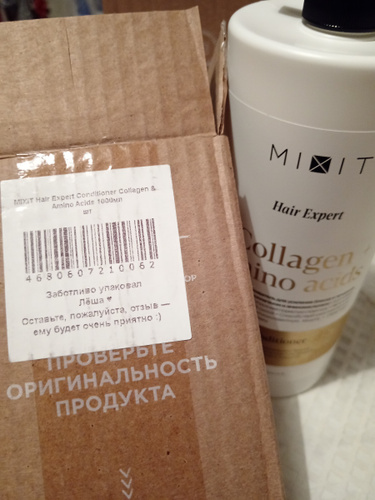 MIXIT Hair Expert Conditioner Collagen &
Amino Acids 1000мл
шт
4680607210062
Заботливо упаковал
Лёша ♥
Оставьте, пожалуйста, отзыв —
ему будет очень приятно :)
ПРОВЕРЬТЕ
ОРИГИНАЛЬНОСТЬ
ПРОДУКТА
MIXIT
Hair Expert
Collagen
ino acids